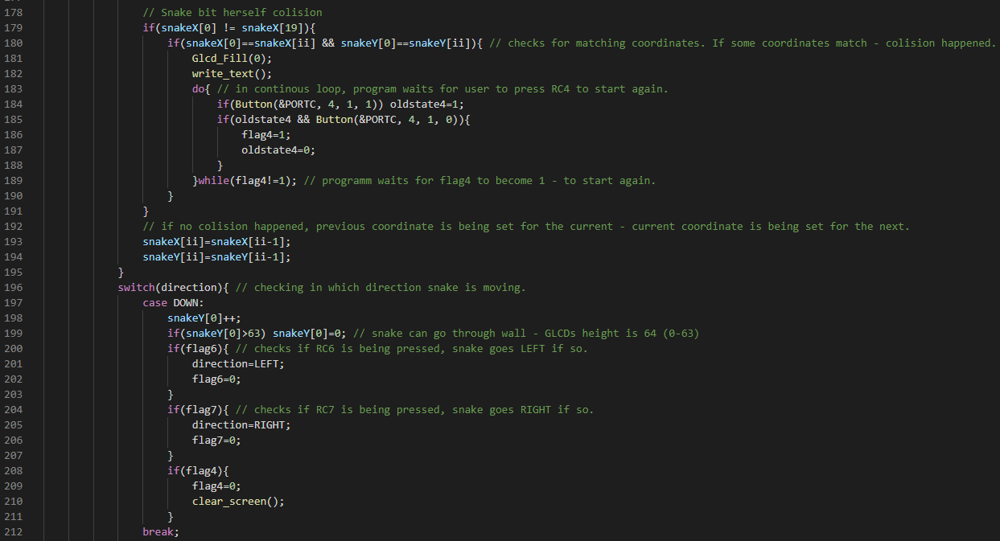 178 // Snake bit herself colision
179 if(snakeX[0] != snakeX[19]){
180 if(snakeX[0]==snakeX[ii] && snakeY[0]==snakeY[ii]){ // checks for matching coordinates. If some coordinates match - colision happened.
181 Glcd_Fill(0);
182 write_text();
183 do{ // in continous loop, program waits for user to press RC4 to start again.
184 if(Button(&PORTC, 4, 1, 1)) oldstate4=1;
185 if(oldstate4 && Button(&PORTC, 4, 1, 0)){
186 flag4=1;
187 oldstate4=0;
188 }
189 }while(flag4!=1); // programm waits for flag4 to become 1 - to start again.
190 }
191 }
192 // if no colision happened, previous coordinate is being set for the current - current coordinate is being set for the next.
193 snakeX[ii]=snakeX[ii-1];
194 snakeY[ii]=snakeY[ii-1];
195 }
196 switch(direction){ // checking in which direction snake is moving.
197 case DOWN:
198 snakeY[0]++;
199 if(snakeY[0]>63) snakeY[0]=0; // snake can go through wall - GLCDs height is 64 (0-63)
200 if(flag6){ // checks if RC6 is being pressed, snake goes LEFT if so.
201 direction=LEFT;
202 flag6=0;
203 }
204 if(flag7){ // checks if RC7 is being pressed, snake goes RIGHT if so.
205 direction=RIGHT;
206 flag7=0;
207 }
208 if(flag4){
209 flag4=0;
210 clear_screen();
211 }
212 break;